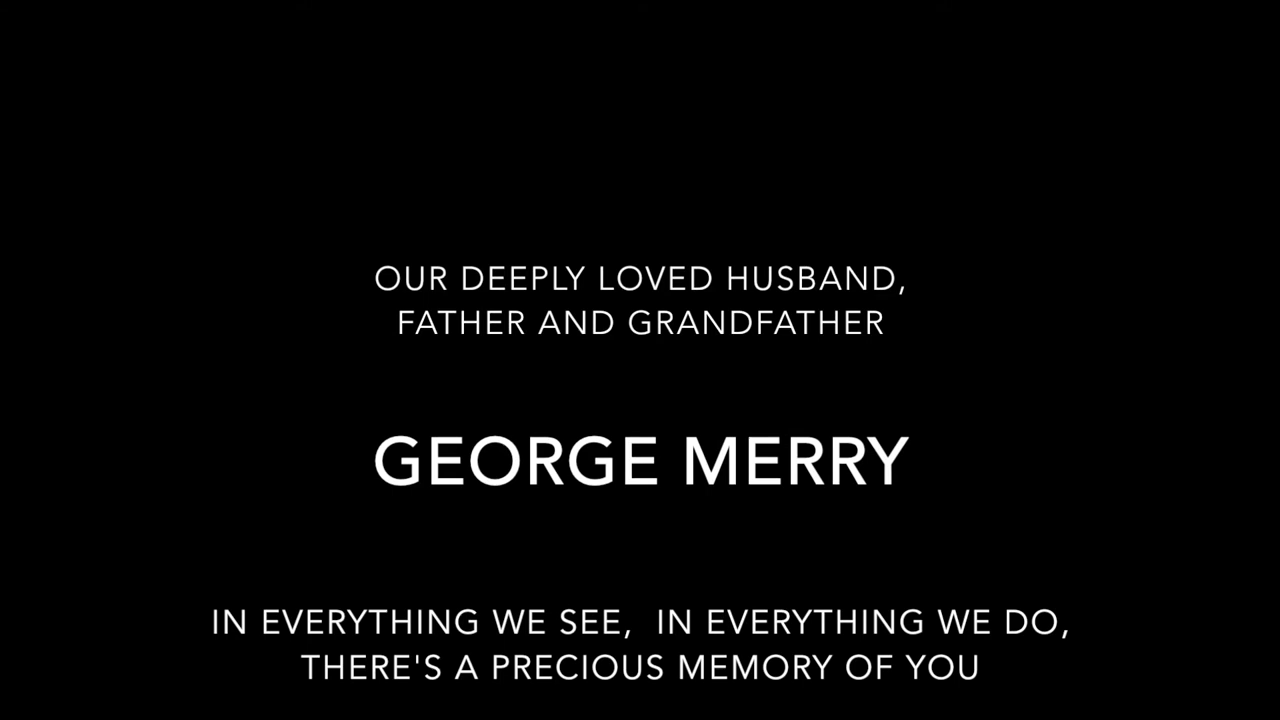 OUR DEEPLY LOVED HUSBAND,
FATHER AND GRANDFATHER
GEORGE MERRY
IN EVERYTHING WE SEE,  IN EVERYTHING WE DO,
THERE'S A PRECIOUS MEMORY OF YOU